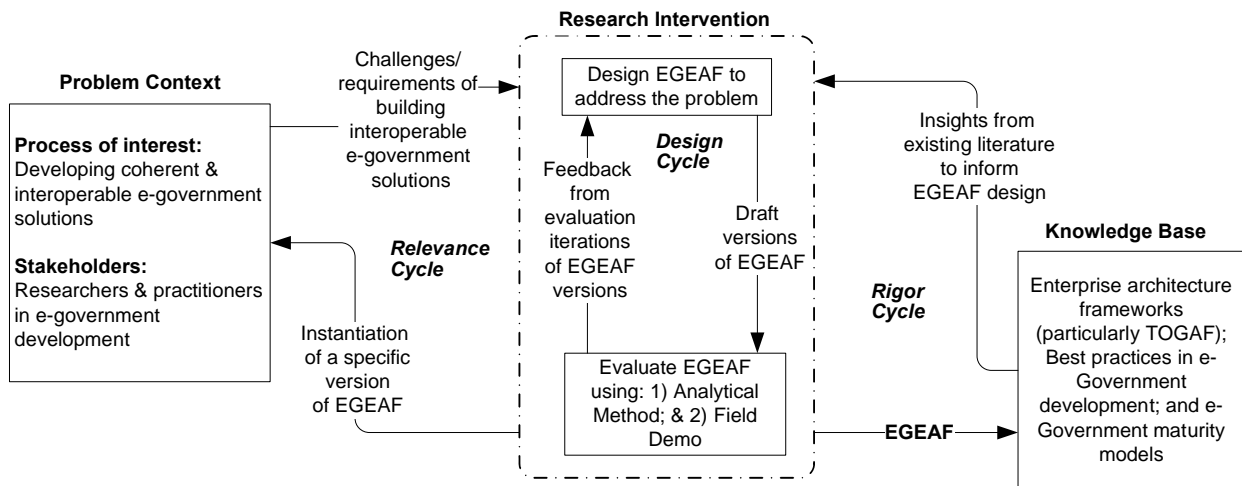 Research Intervention
Problem Context
Process of interest:
Developing coherent &
interoperable e-government
solutions
Stakeholders:
Researchers & practitioners
in e-government
development
Challenges/
requirements of
building
interoperable
e-government
solutions
Relevance
Cycle
Instantiation
of a specific
version
of EGEAF
Design EGEAF to
address the problem
Design
Cycle
Feedback
from
evaluation
iterations
of EGEAF
versions
Draft
versions
of EGEAF
Evaluate EGEAF
using: 1) Analytical
Method; & 2) Field
Demo
Insights from
existing literature
to inform
EGEAF design
Rigor
Cycle
EGEAF
Knowledge Base
Enterprise architecture
frameworks
(particularly TOGAF);
Best practices in e-
Government
development; and e-
Government maturity
models